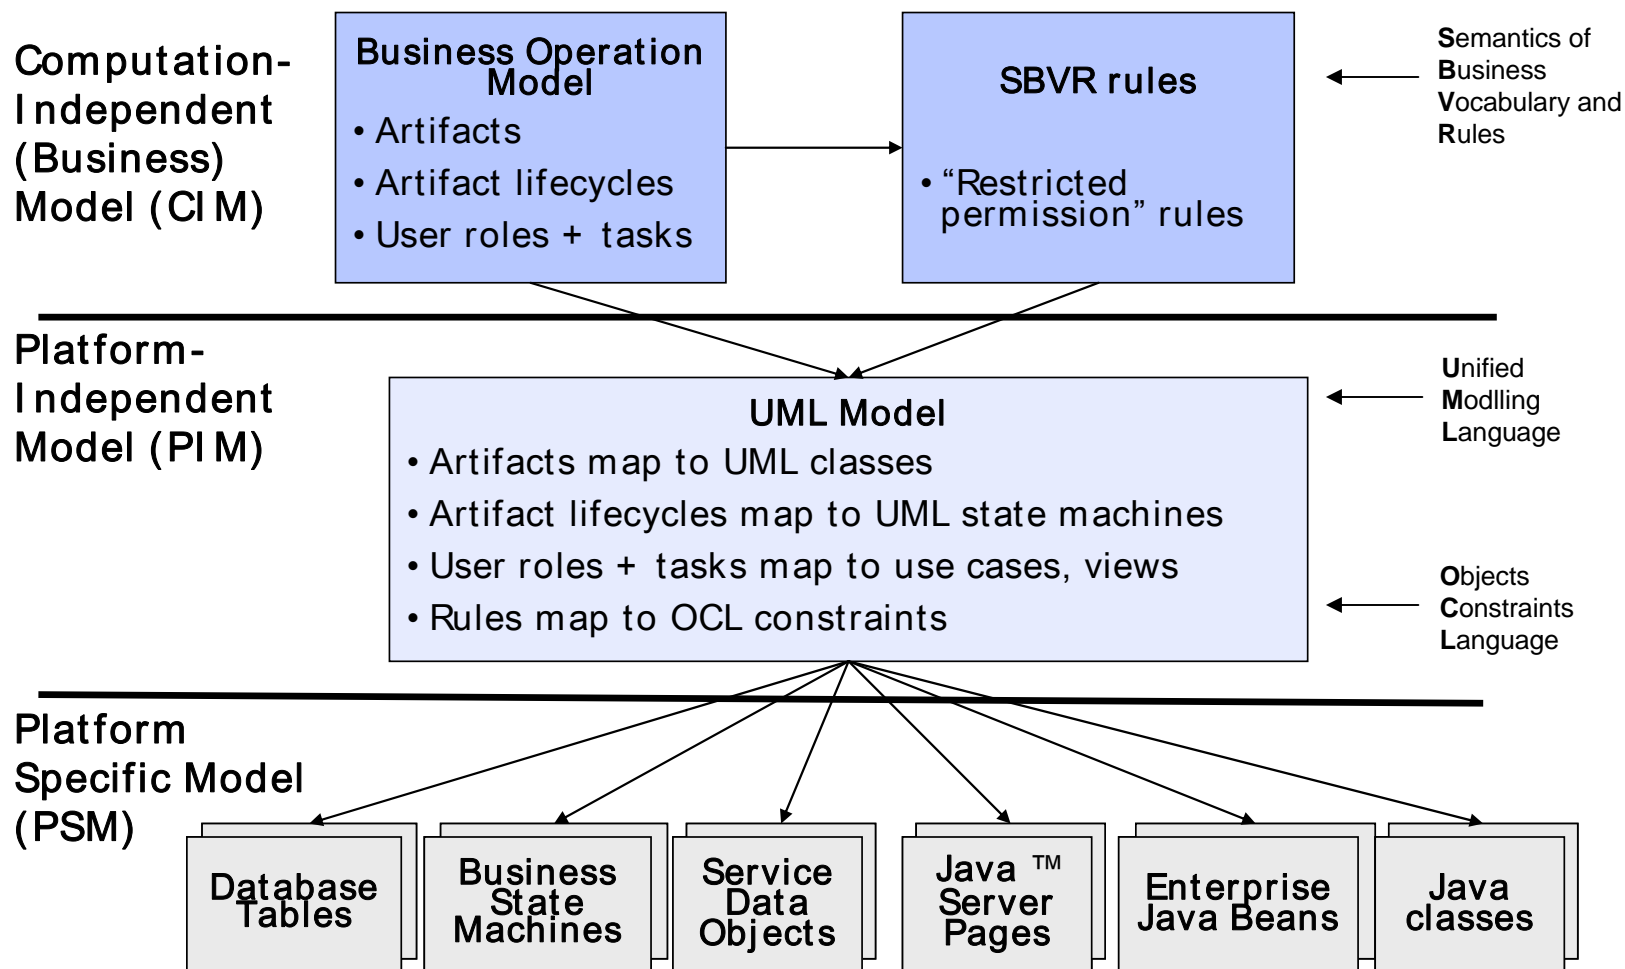 Computation-
Independent
(Business)
Model (CIM)
Business Operation
Model
• Artifacts
• Artifact lifecycles
• User roles + tasks
SBVR rules
• “Restricted
permission” rules
Semantics of
Business
Vocabulary and
Rules
Platform-
Independent
Model (PIM)
UML Model
• Artifacts map to UML classes
• Artifact lifecycles map to UML state machines
• User roles + tasks map to use cases, views
• Rules map to OCL constraints
Unified
Modlling
Language
Objects
Constraints
Language
Platform
Specific Model
(PSM)
Database
Tables
Business
State
Machines
Service
Data
Objects
Java ™
Server
Pages
Enterprise
Java Beans
Java
classes